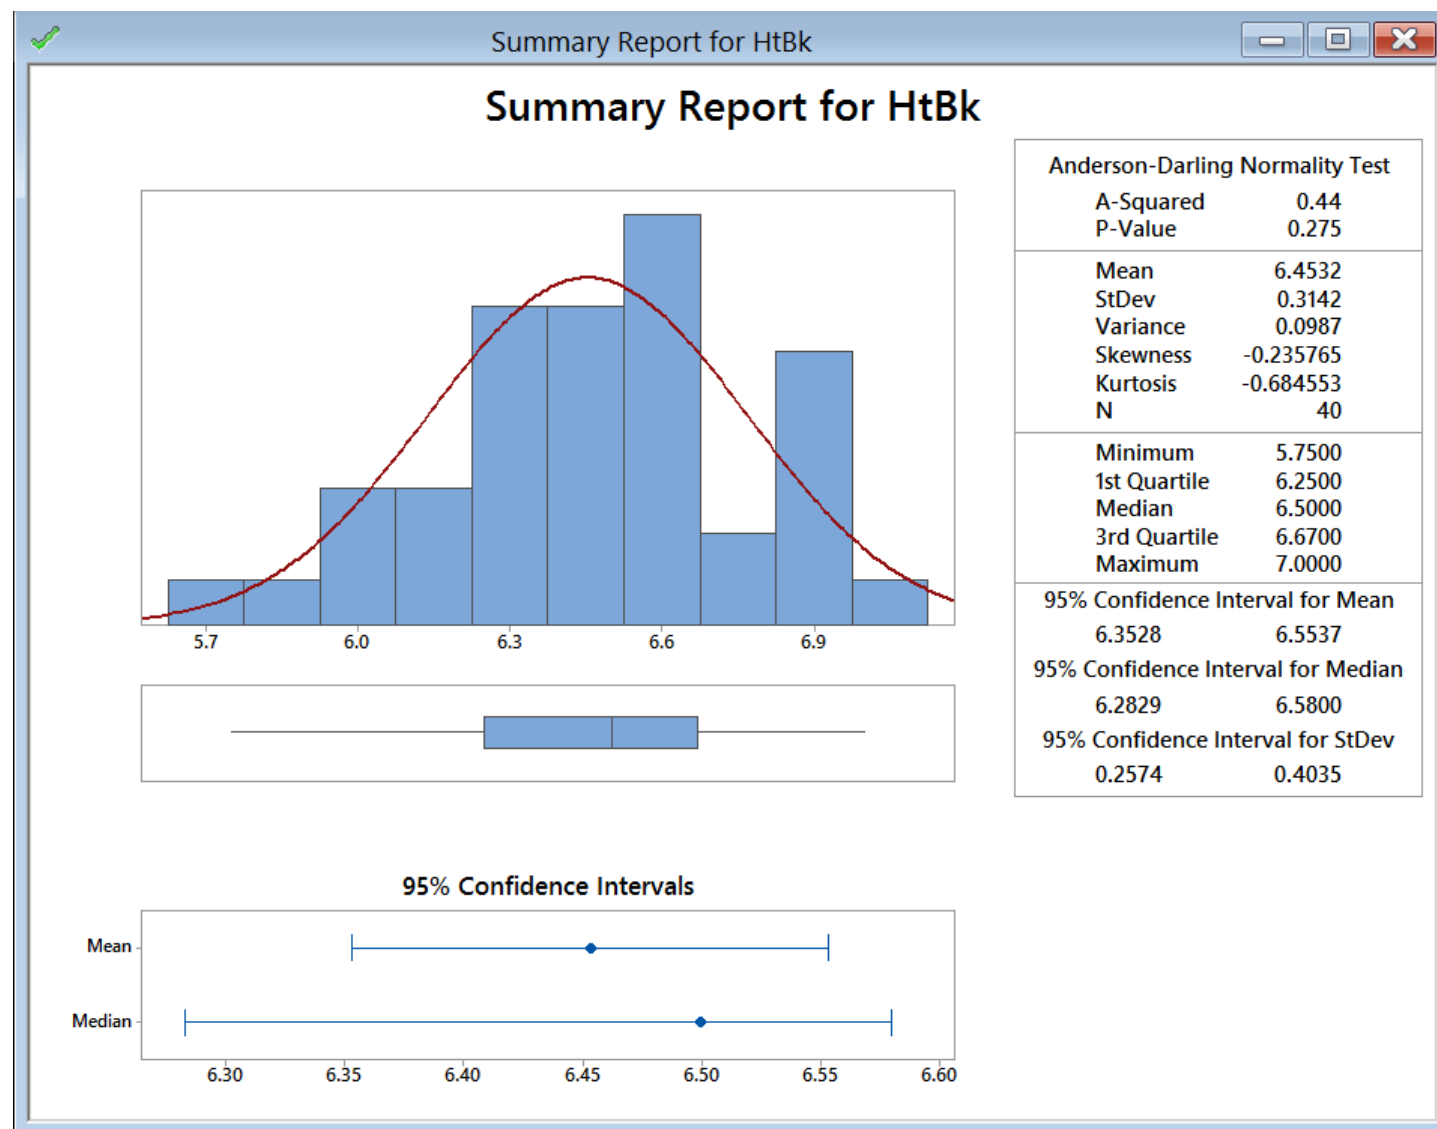 Summary Report for HtBk
Summary Report for HtBk
5.7 6.0 6.3 6.6 6.9
95% Confidence Intervals
Mean
Median
6.30 6.35 6.40 6.45 6.50 6.55 6.60
Anderson-Darling Normality Test
A-Squared 0.44
P-Value 0.275
Mean 6.4532
StDev 0.3142
Variance 0.0987
Skewness -0.235765
Kurtosis -0.684553
N 40
Minimum 5.7500
1st Quartile 6.2500
Median 6.5000
3rd Quartile 6.6700
Maximum 7.0000
95% Confidence Interval for Mean
6.3528 6.5537
95% Confidence Interval for Median
6.2829 6.5800
95% Confidence Interval for StDev
0.2574 0.4035